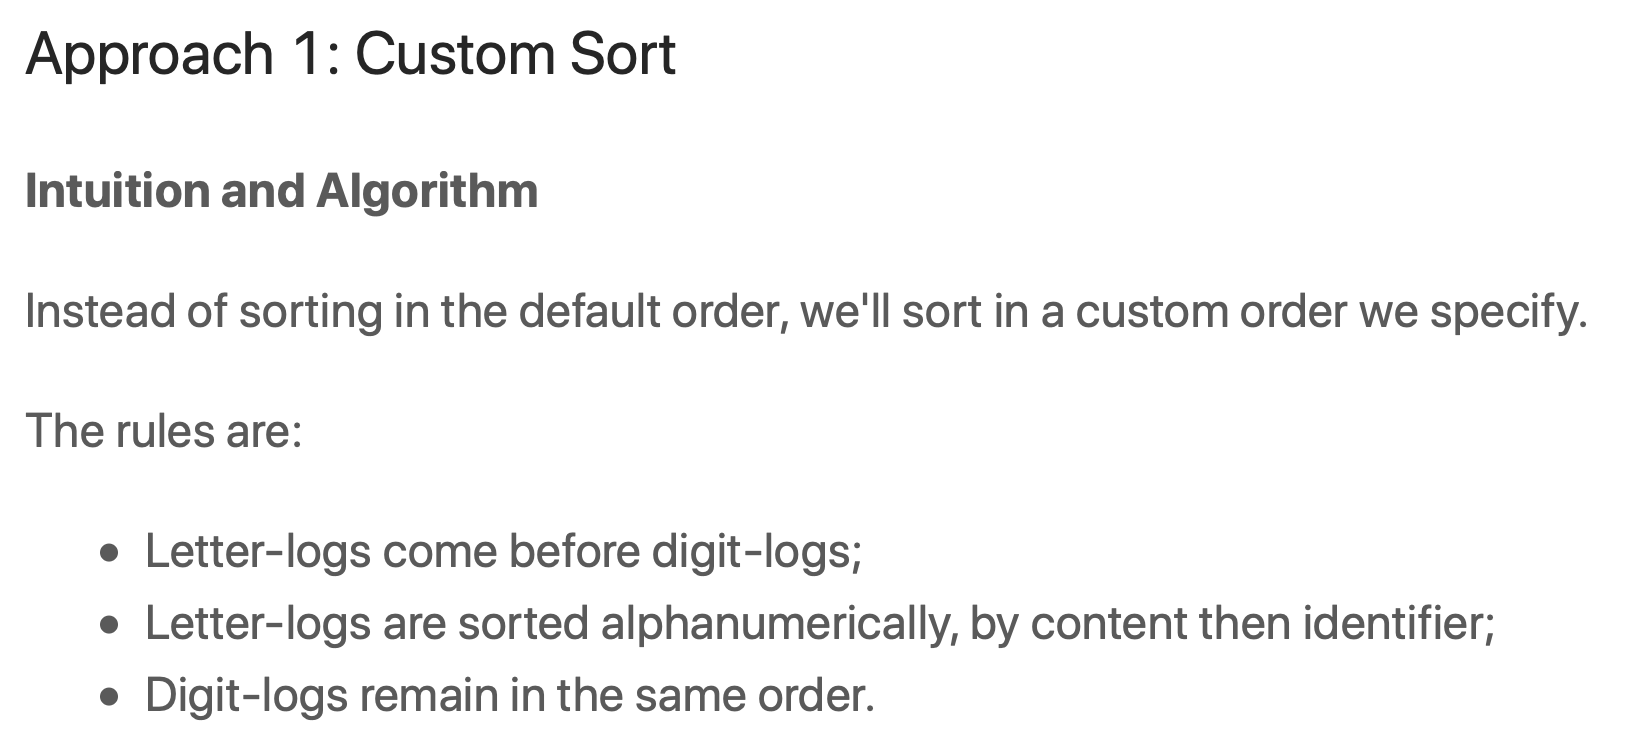 Approach 1: Custom Sort
Intuition and Algorithm
Instead of sorting in the default order, we'll sort in a custom order we specify.
The rules are:
• Letter-logs come before digit-logs;
• Letter-logs are sorted alphanumerically, by content then identifier;
• Digit-logs remain in the same order.